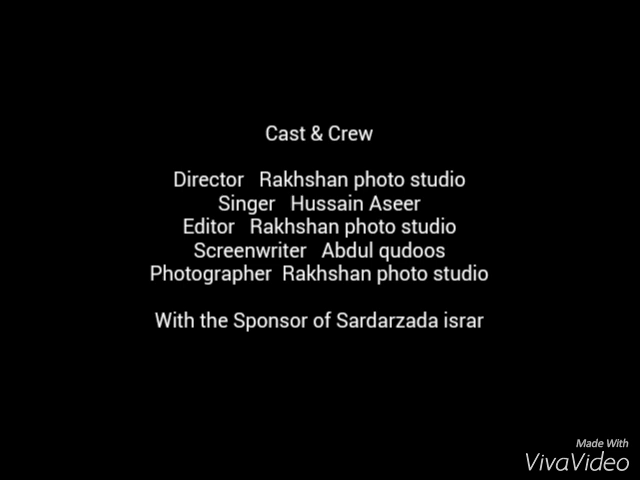 Cast & Crew
Director Rakhshan photo studio
Singer Hussain Aseer
Editor Rakhshan photo studio
Screenwriter Abdul qudoos
Photographer Rakhshan photo studio
With the Sponsor of Sardarzada israr
Made With
VivaVideo